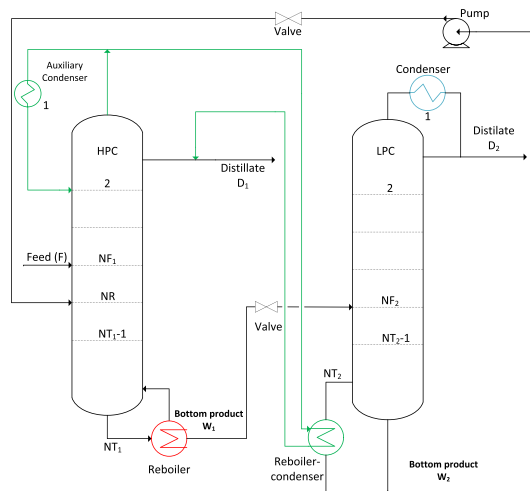 Pump
Valve
Auxiliary
Condenser
1
Condenser
1
HPC
LPC
Distillate
D1
Distilate
D2
2
2
Feed (F)
NF1
NR
NF2
Valve
NT1-1
NT2-1
NT2
Bottom product
W1
NT1
Reboiler
Reboiler-
condenser
Bottom product
W2